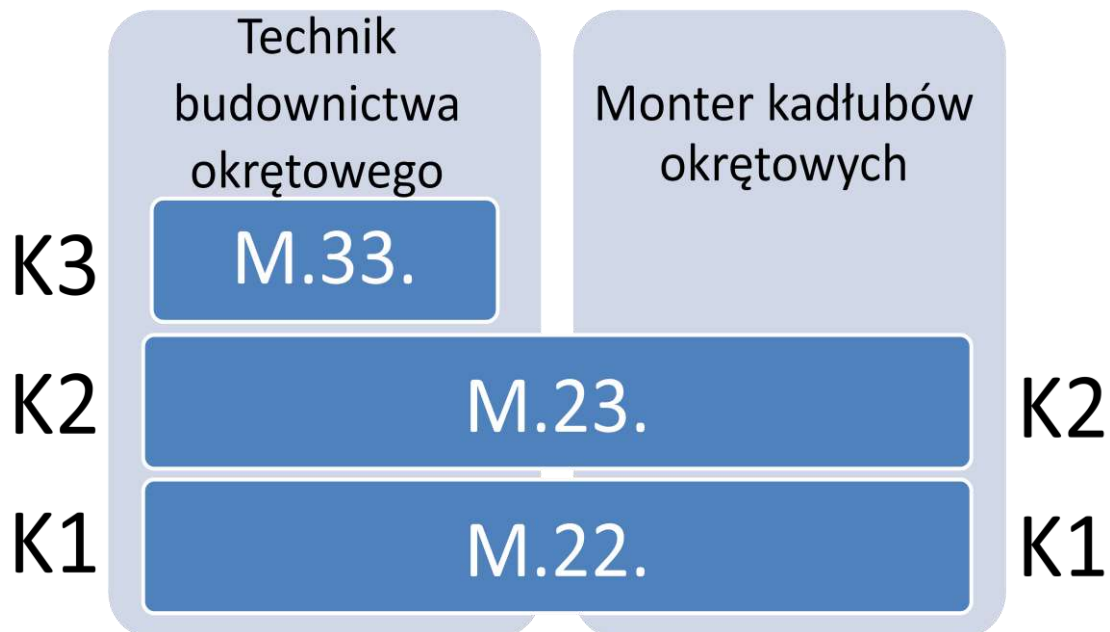 Technik
budownictwa
okrętowego
Monter kadłubów
okrętowych
K3
M.33.
K2
M.23.
K2
K1
M.22.
K1